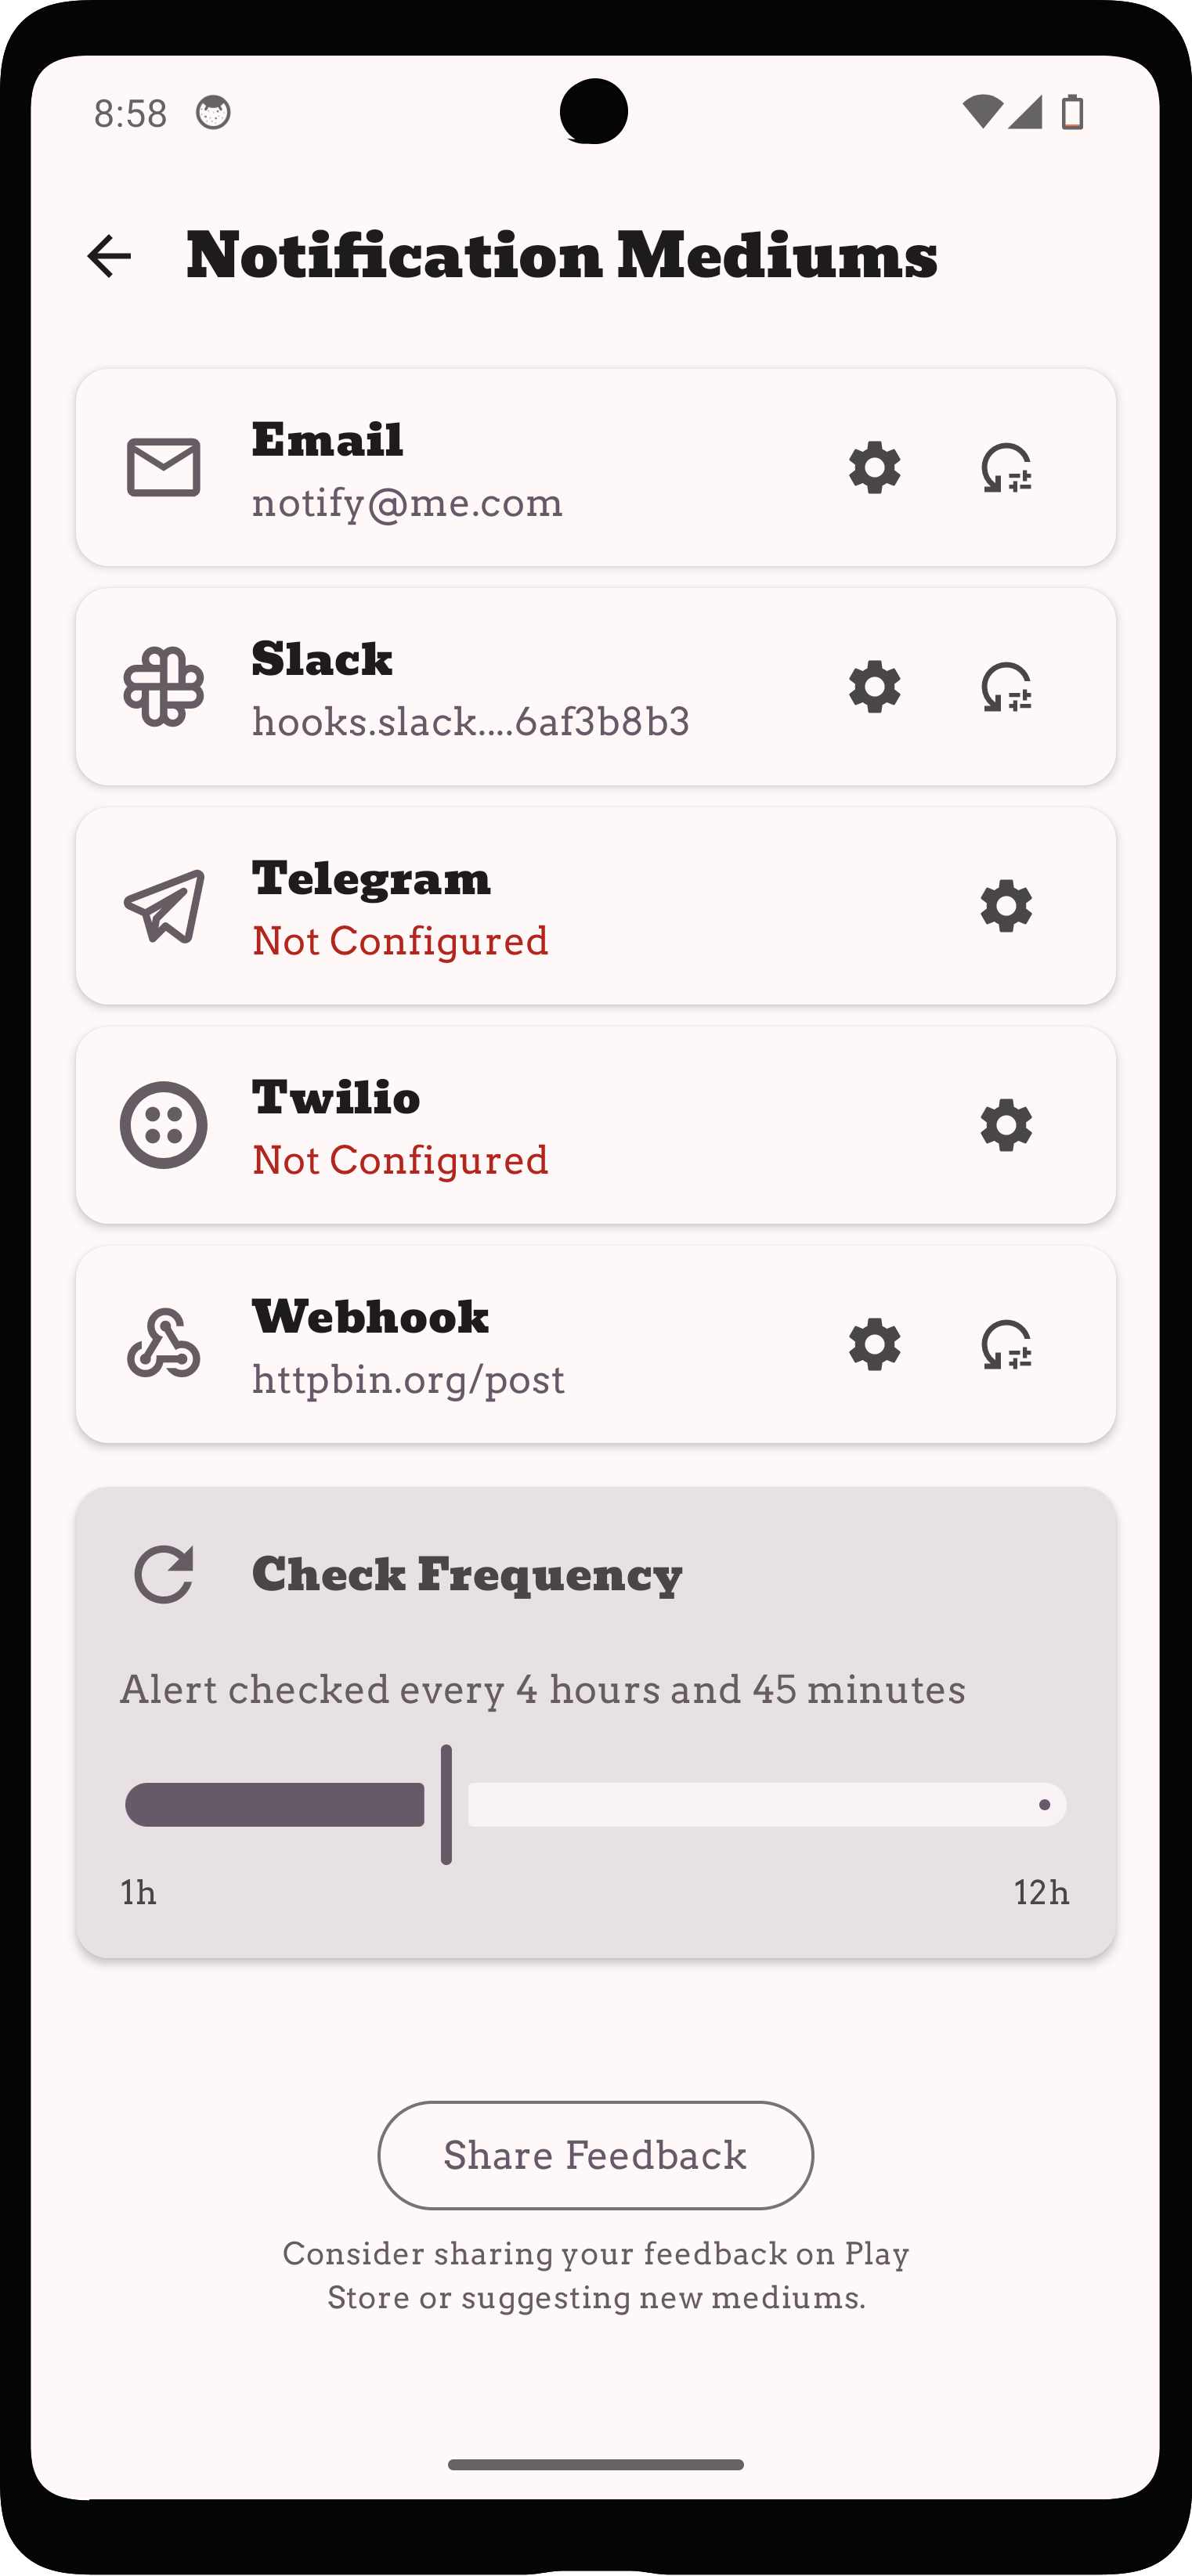 8:58
Notification Mediums
Email
notify@me.com
Slack
hooks.slack....6af3b8b3
Telegram
Not Configured
Twilio
Not Configured
Webhook
httpbin.org/post
Check Frequency
Alert checked every 4 hours and 45 minutes
1h
12h
Share Feedback
Consider sharing your feedback on Play
Store or suggesting new mediums.